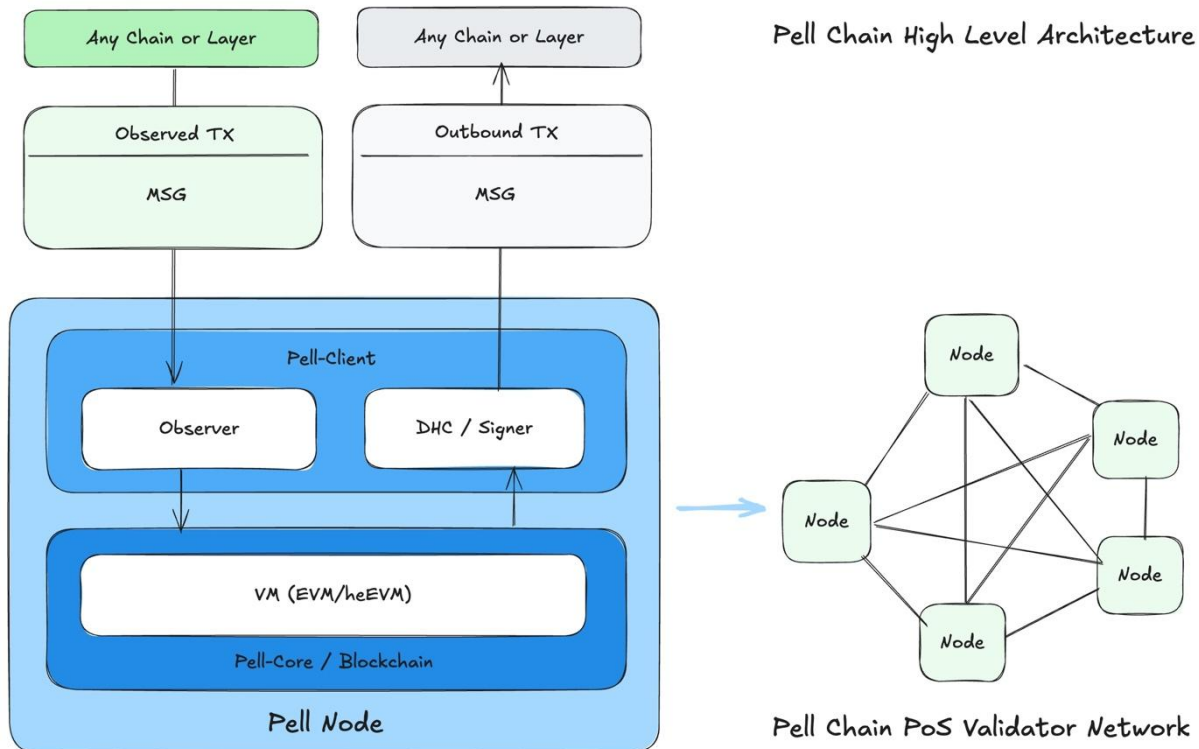 Any Chain or Layer
Any Chain or Layer
Pell Chain High Level Architecture
Observed TX
MSG
Outbound TX
MSG
Pell-Client
Observer
DHC / Signer
VM (EVM/heEVM)
Pell-Core / Blockchain
Pell Node
Node
Node
Node
Node
Node
Pell Chain PoS Validator Network